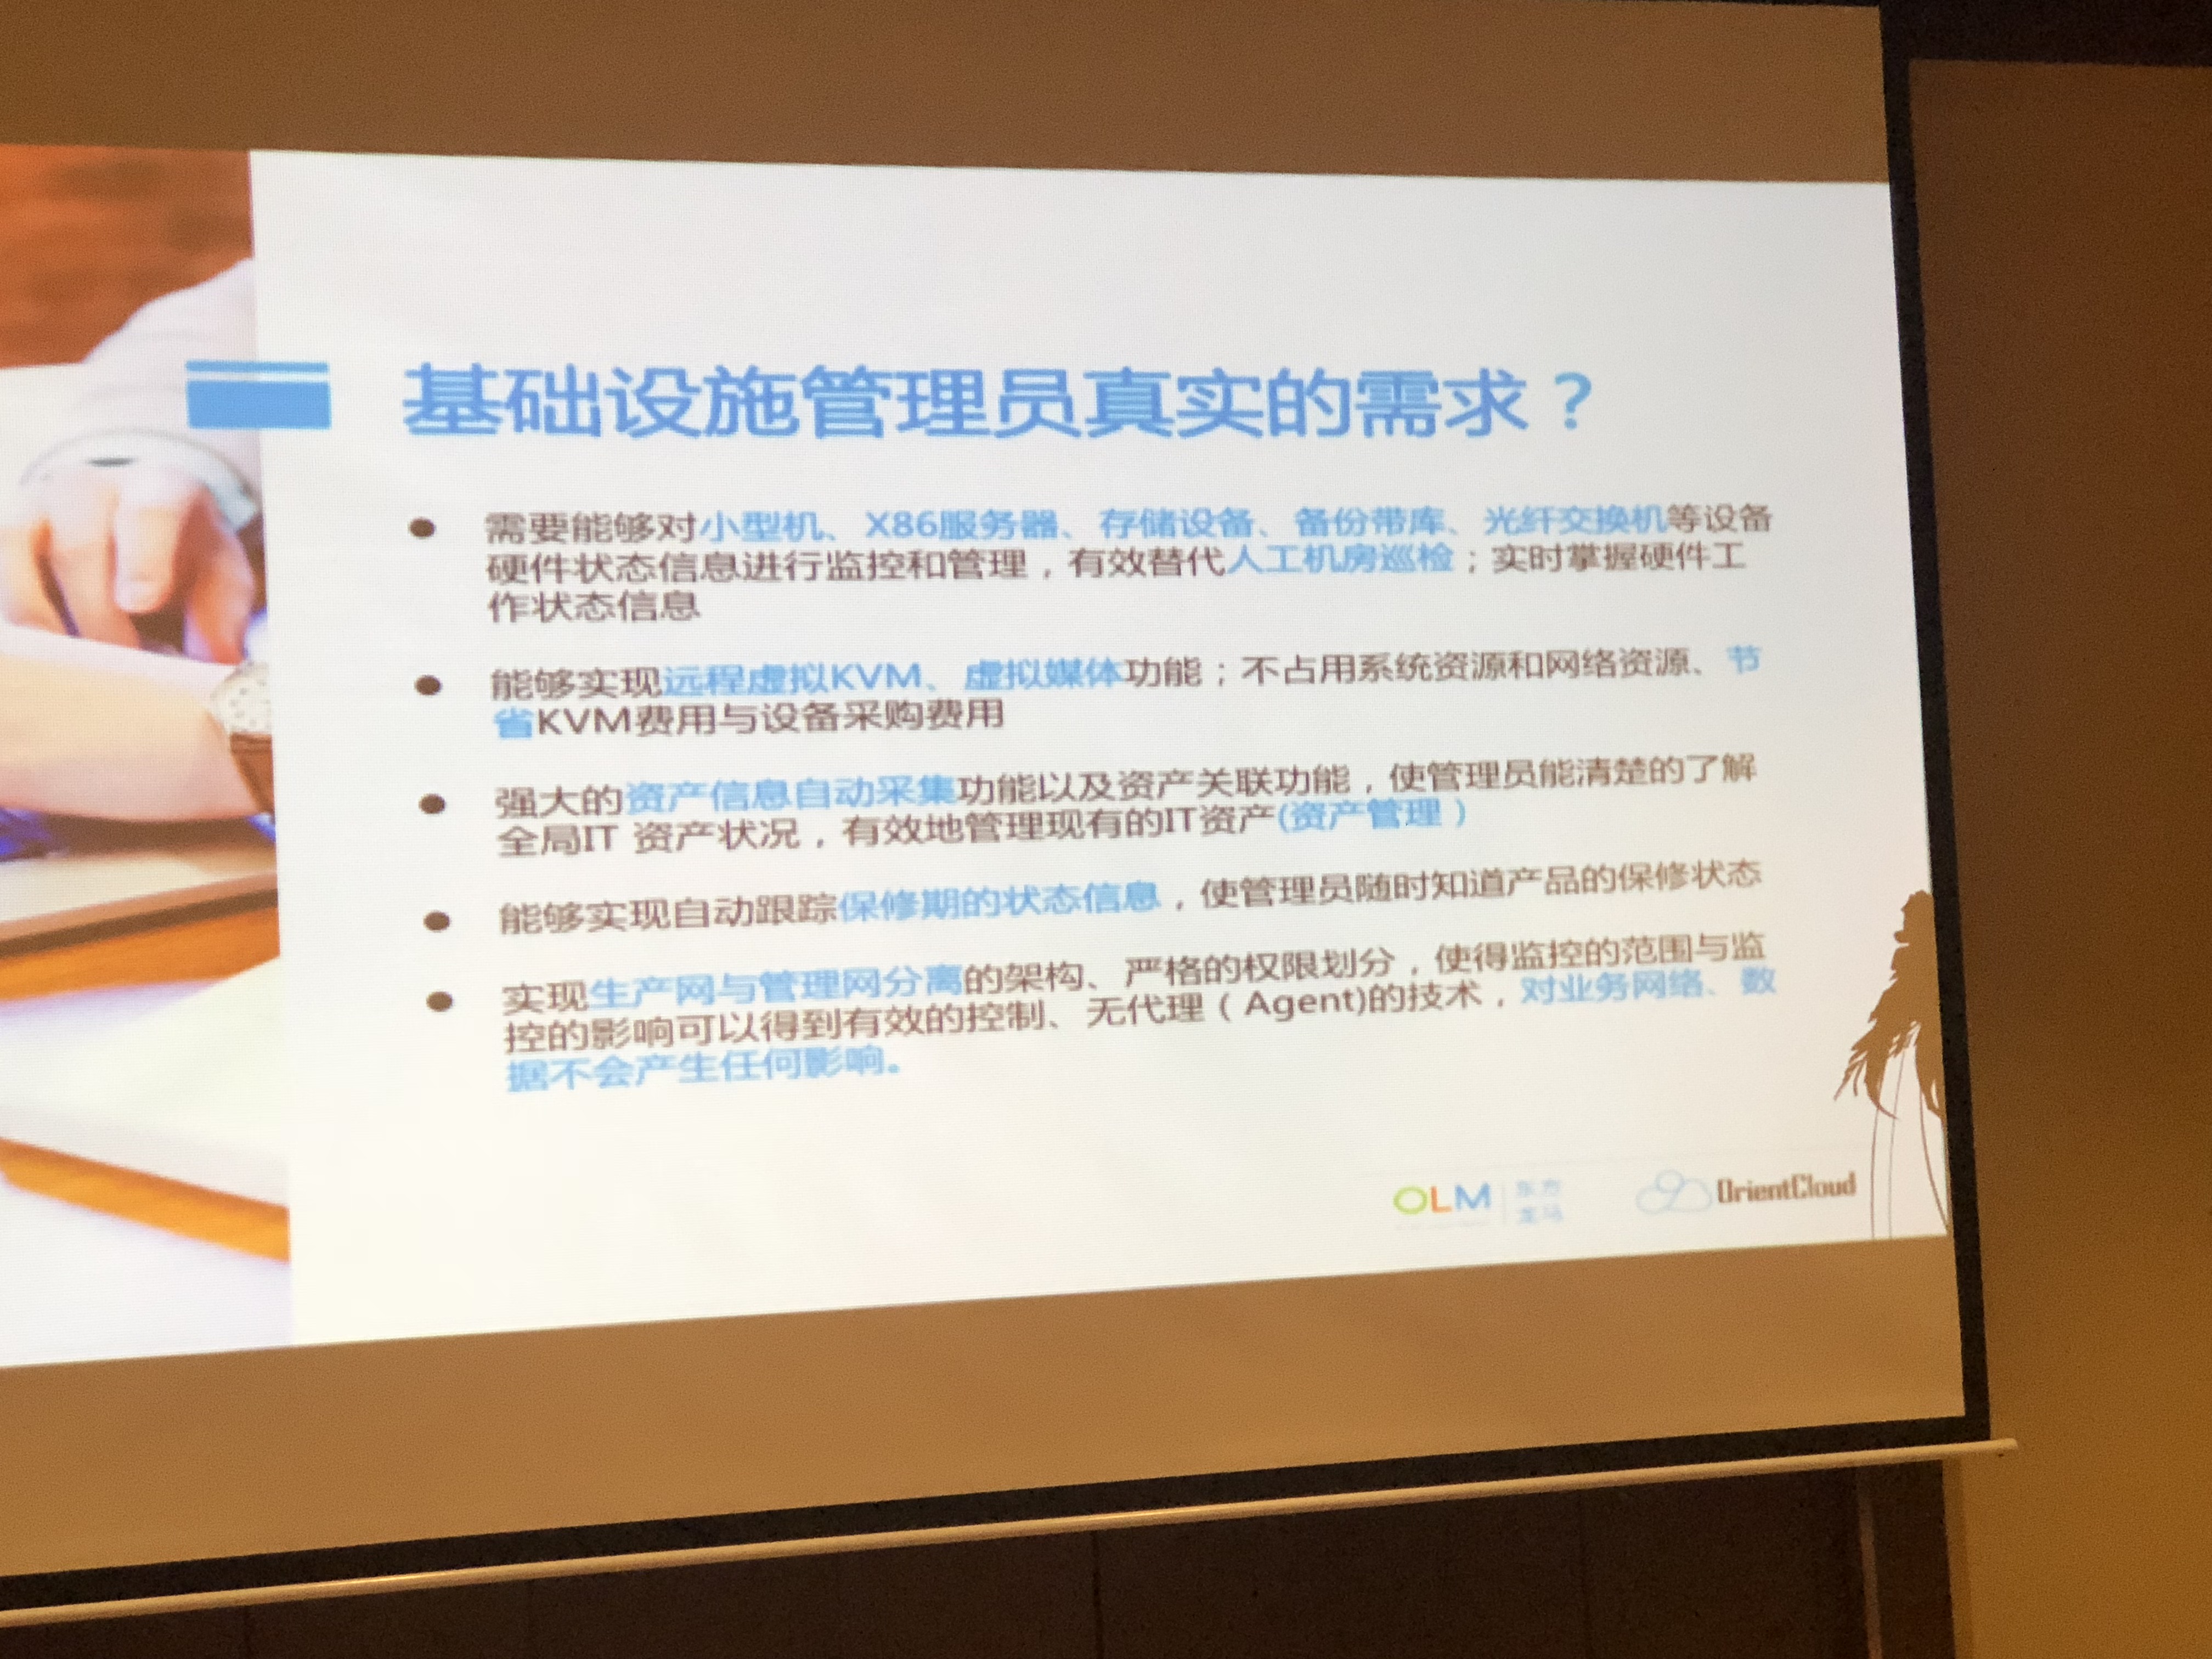 基础设施管理员真实的需求？
需要能够对小型机、X86服务器、存储设备、备份带库、光纤交换机等设备
硬件状态信息进行监控和管理，有效替代人工机房巡检；实时掌握硬件工
作状态信息
能够实现远程虚拟KVM、虚拟媒体功能；不占用系统资源和网络资源、节
省KVM费用与设备采购费用
强大的资产信息自动采集功能以及资产关联功能，使管理员能清楚的了解
全局IT 资产状况，有效地管理现有的IT资产(资产管理）
能够实现自动跟踪保修期的状态信息，使管理员随时知道产品的保修状态
实现生产网与管理网分离的架构、严格的权限划分，使得监控的范围与监
控的影响可以得到有效的控制、无代理（Agent)的技术，对业务网络、数
据不会产生任何影响。
OLM
东方
龙马
OrientCloud